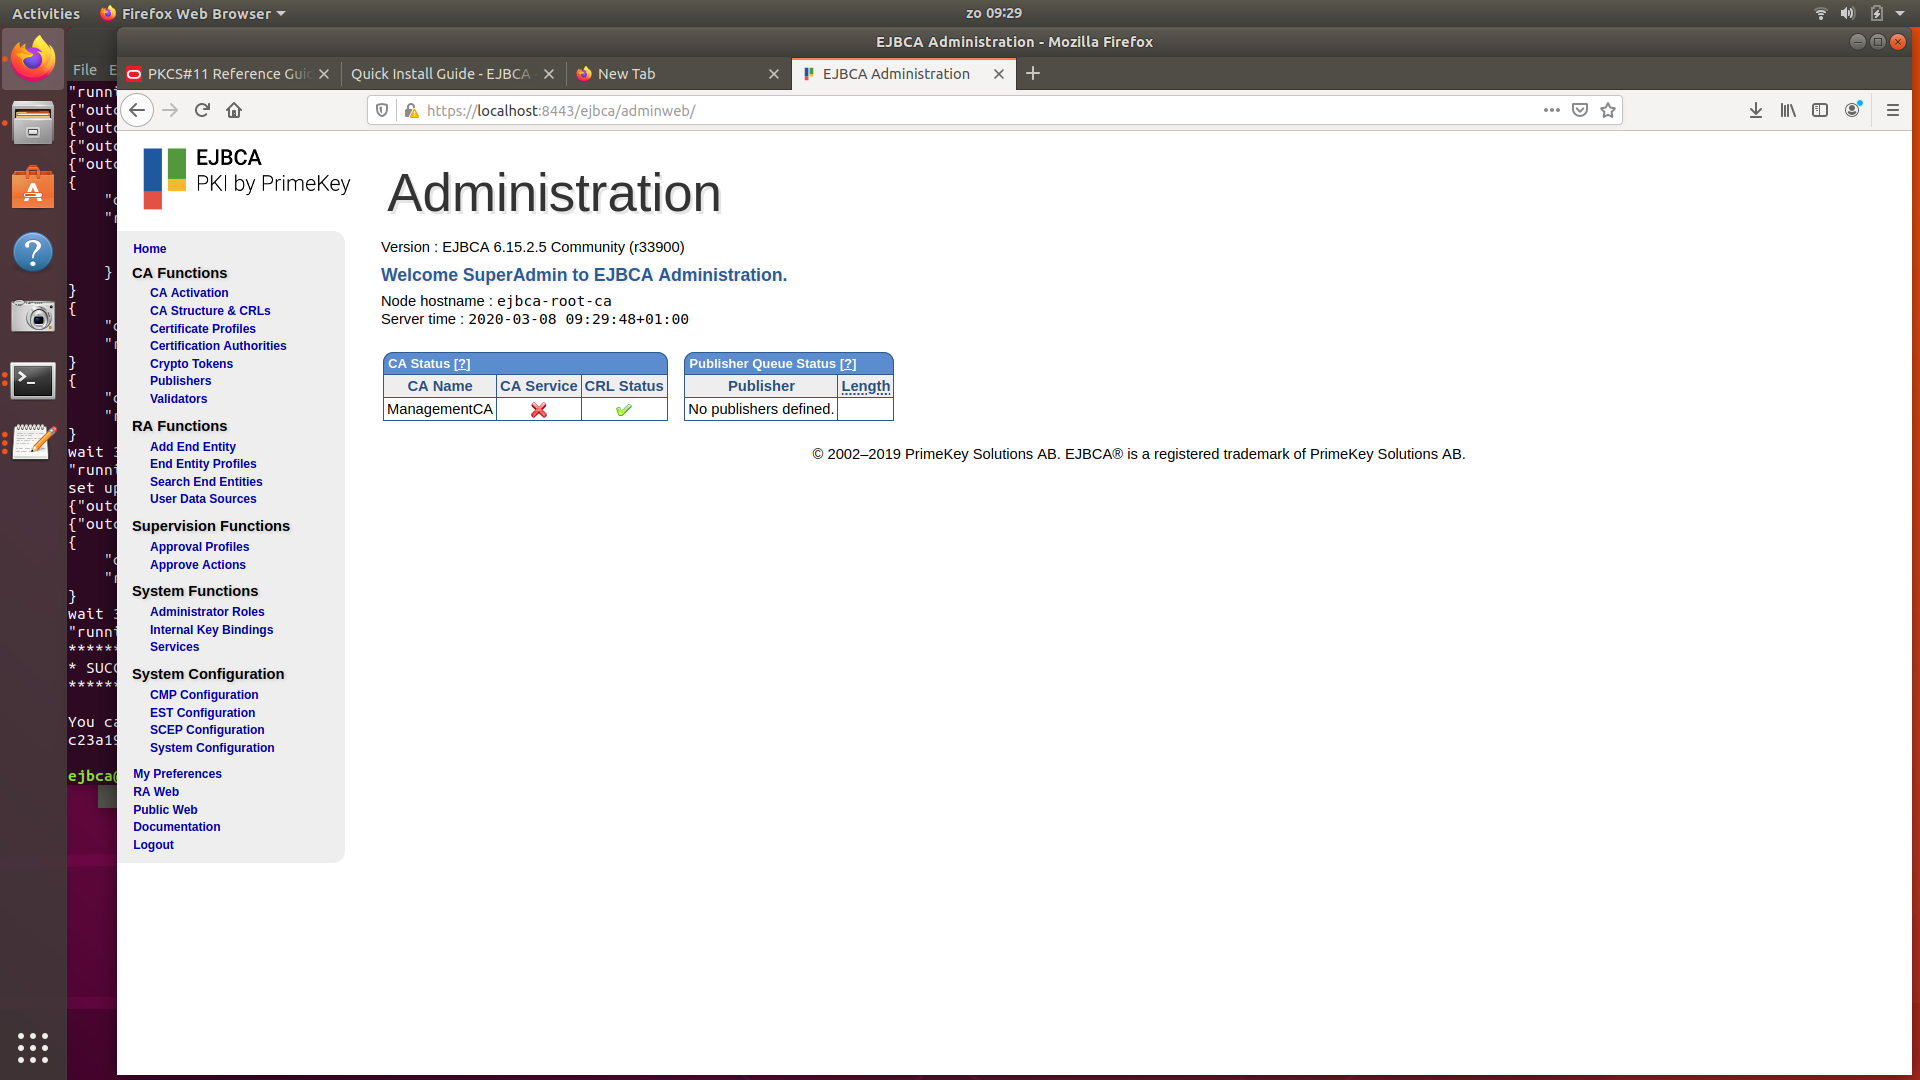 Activities
Firefox Web Browser
zo 09:29
EJBCA Administration - Mozilla Firefox
File
PKCS#11 Reference Guid
Quick Install Guide - EJBCA
New Tab
EJBCA Administration
https://localhost:8443/ejbca/adminweb/
"runni
{"outc
{"outc
{"outc
{"outc
{
}
}
{
}
{
}
wait 3
"runni
set up
{"outc
{"outc
{
}
wait 3
"runni
******
* SUCC
******
You ca
c23a19
ejbca@
EJBCA
PKI by PrimeKey
Administration
Home
CA Functions
CA Activation
CA Structure & CRLs
Certificate Profiles
Certification Authorities
Crypto Tokens
Publishers
Validators
RA Functions
Add End Entity
End Entity Profiles
Search End Entities
User Data Sources
Supervision Functions
Approval Profiles
Approve Actions
System Functions
Administrator Roles
Internal Key Bindings
Services
System Configuration
CMP Configuration
EST Configuration
SCEP Configuration
System Configuration
My Preferences
RA Web
Public Web
Documentation
Logout
Version : EJBCA 6.15.2.5 Community (r33900)
Welcome SuperAdmin to EJBCA Administration.
Node hostname : ejbca-root-ca
Server time : 2020-03-08 09:29:48+01:00
CA Status [?]
CA Name CA Service CRL Status
ManagementCA
Publisher Queue Status [?]
Publisher Length
No publishers defined.
© 2002–2019 PrimeKey Solutions AB. EJBCA® is a registered trademark of PrimeKey Solutions AB.